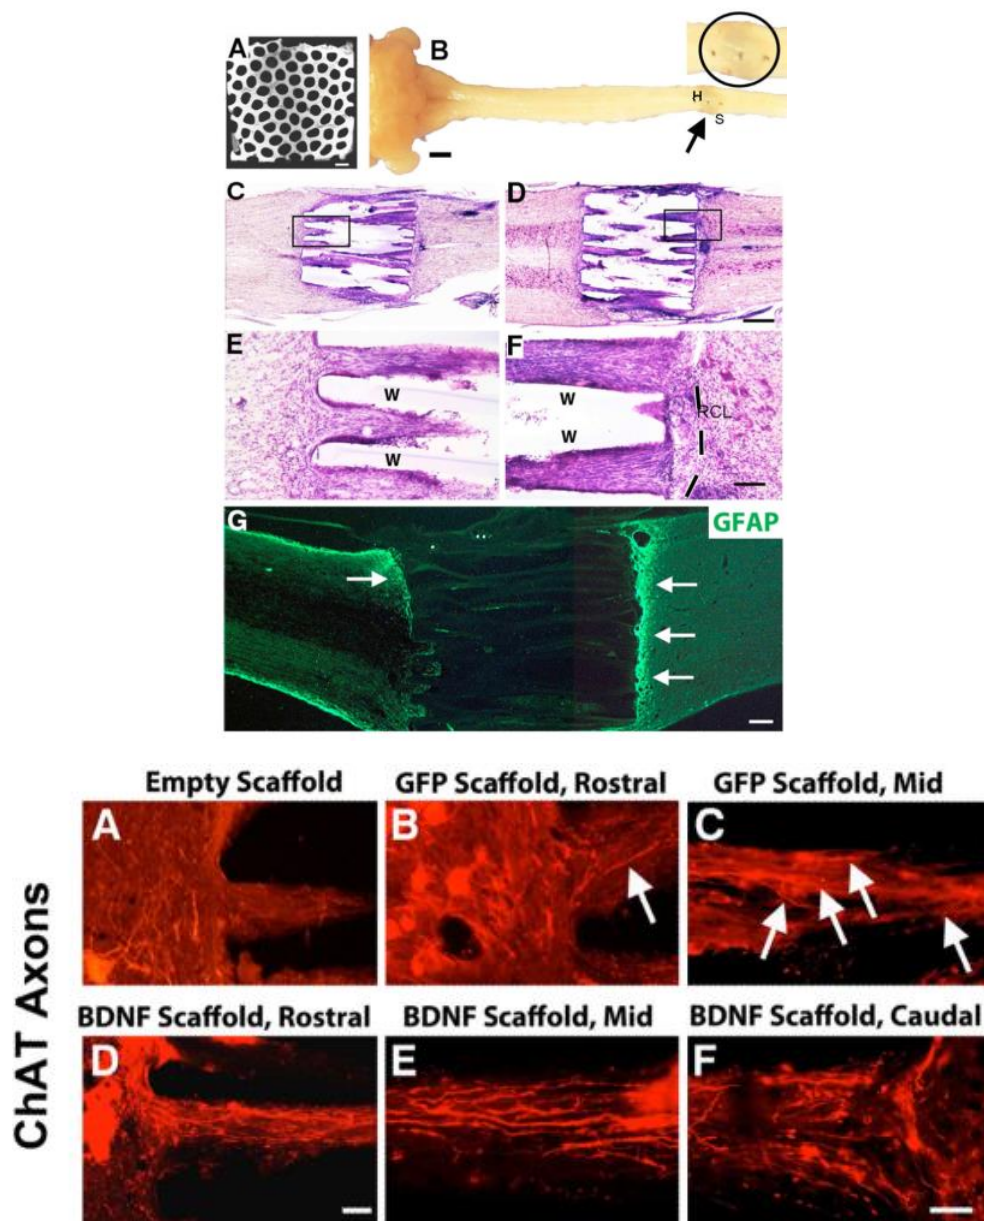 A
B
H
S
C
D
E
W
W
F
W
W
RCL
G
GFAP
Empty Scaffold
GFP Scaffold, Rostral
GFP Scaffold, Mid
A
B
C
BDNF Scaffold, Rostral
BDNF Scaffold, Mid
BDNF Scaffold, Caudal
D
E
F
ChAT Axons